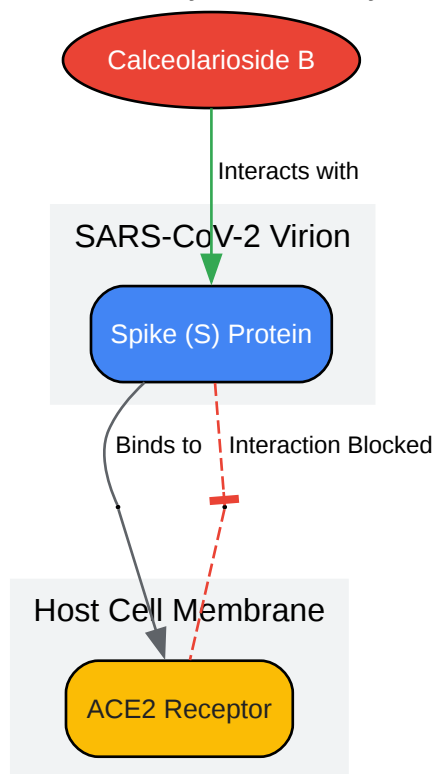 Calceolarioside B
Interacts with
SARS-CoV-2 Virion
Spike (S) Protein
Binds to
Interaction Blocked
Host Cell Membrane
ACE2 Receptor